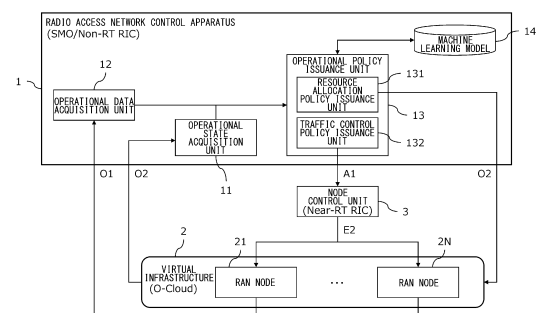 RADIO ACCESS NETWORK CONTROL APPARATUS
(SMO/Non-RT RIC)
1
12
OPERATIONAL DATA
ACQUISITION UNIT
OPERATIONAL
STATE
ACQUISITION
UNIT
11
OPERATIONAL POLICY
ISSUANCE UNIT
RESOURCE
ALLOCATION
POLICY ISSUANCE
UNIT
131
13
TRAFFIC CONTROL
POLICY ISSUANCE
UNIT
132
MACHINE
LEARNING MODEL
14
O1
O2
A1
O2
NODE
CONTROL UNIT
(Near-RT RIC)
3
E2
2
VIRTUAL
INFRASTRUCTURE
(O-Cloud)
21
RAN NODE
...
2N
RAN NODE